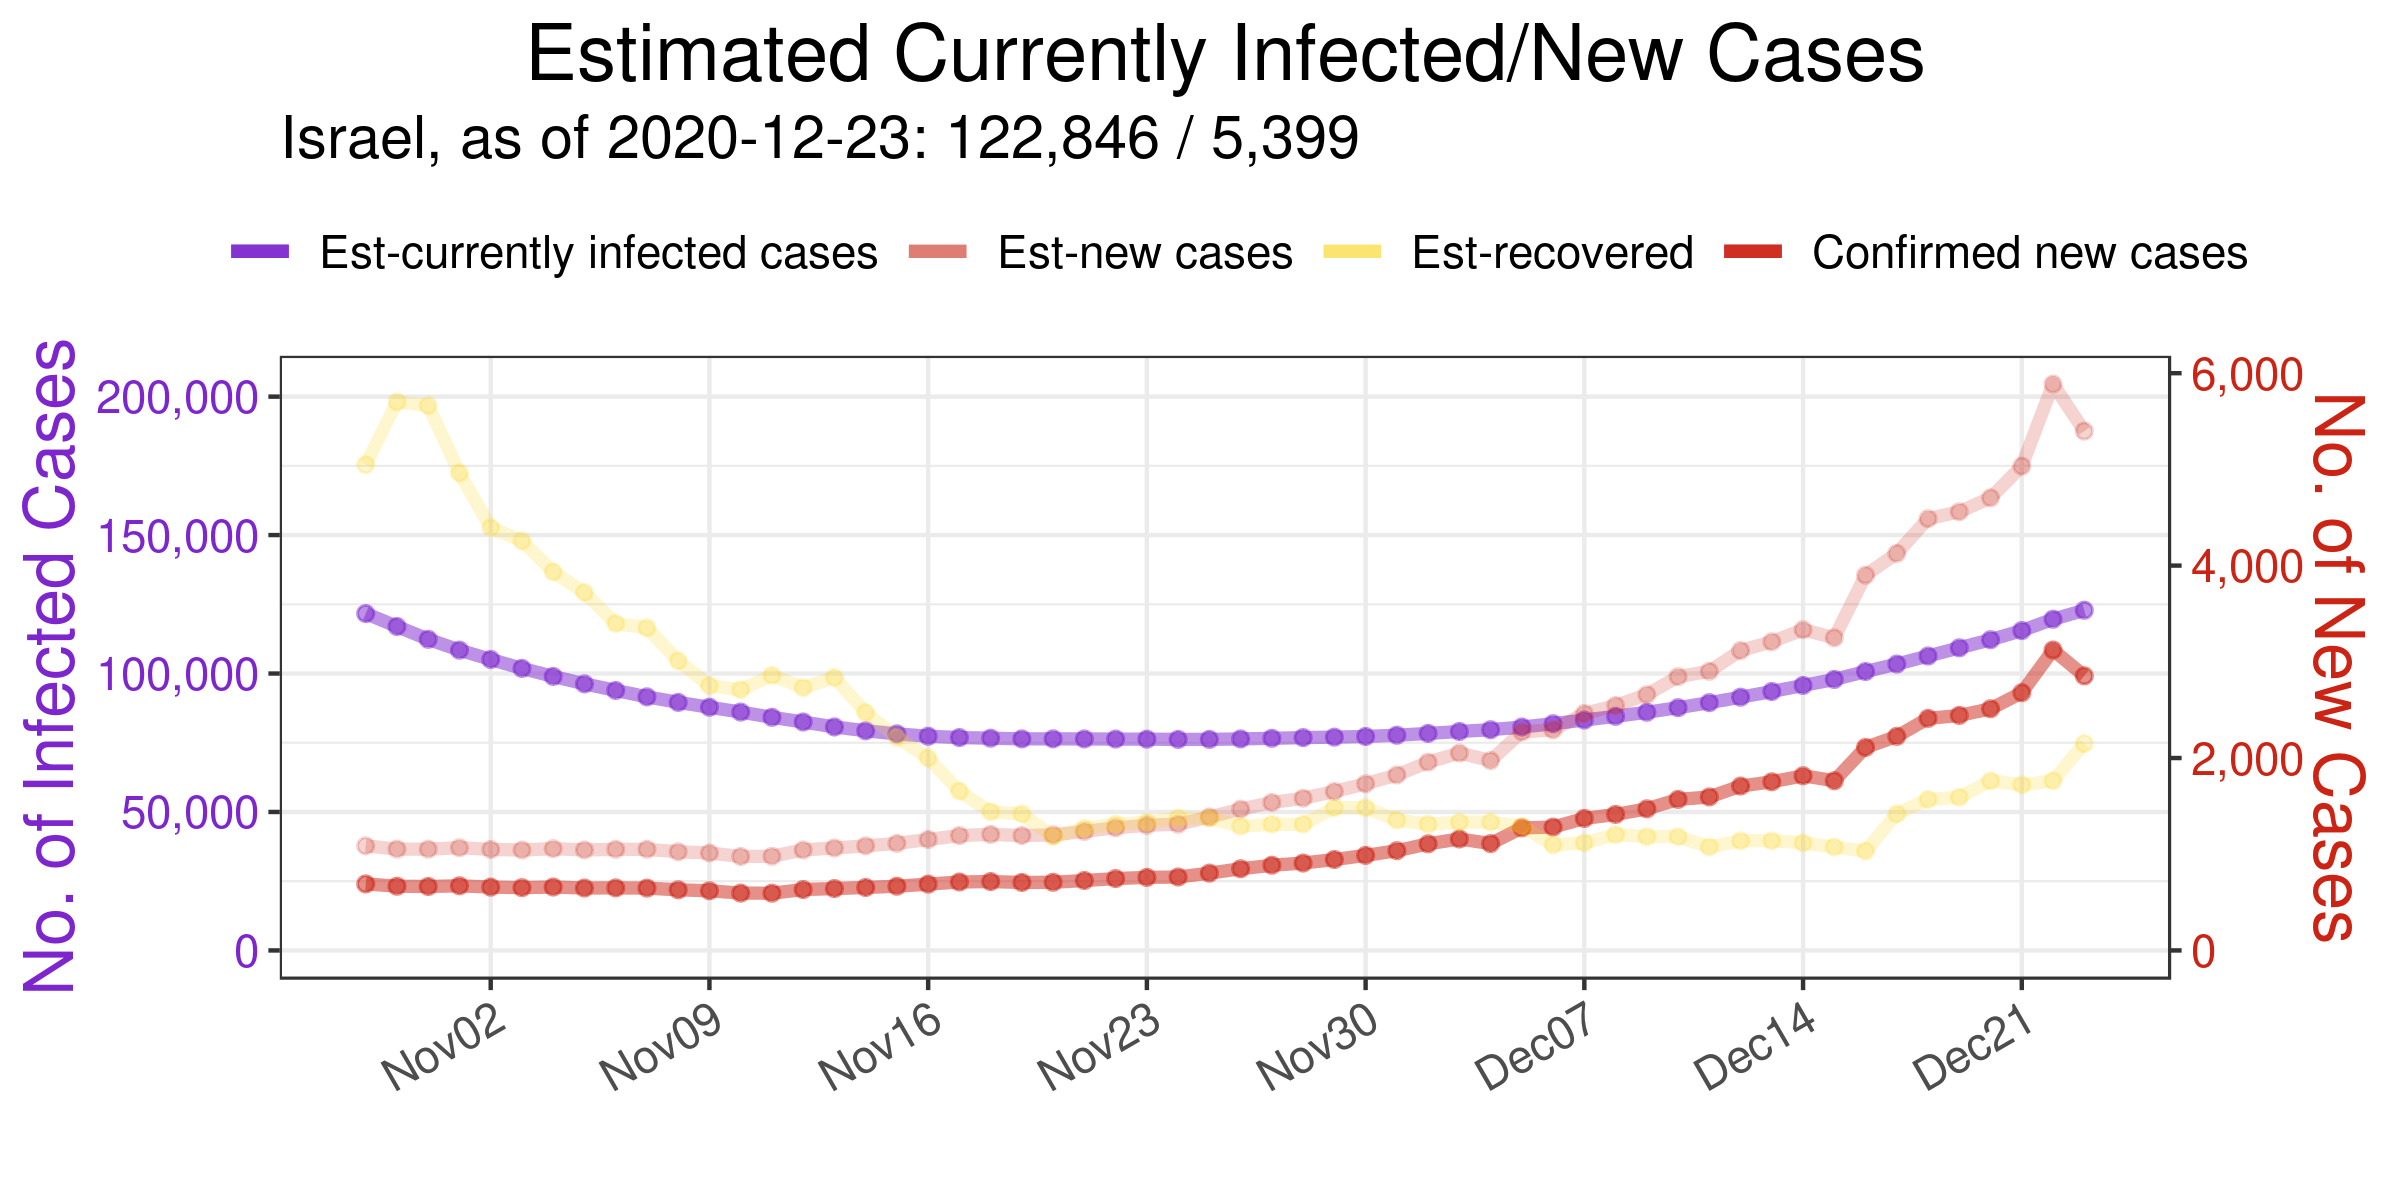 Estimated Currently Infected/New Cases
Israel, as of 2020-12-23: 122,846 / 5,399
Est-currently infected cases Est-new cases Est-recovered Confirmed new cases
No. of Infected Cases
200,000
150,000
100,000
50,000
0
6,000
4,000
2,000
0
No. of New Cases
Nov02 Nov09 Nov16 Nov23 Nov30 Dec07 Dec14 Dec21